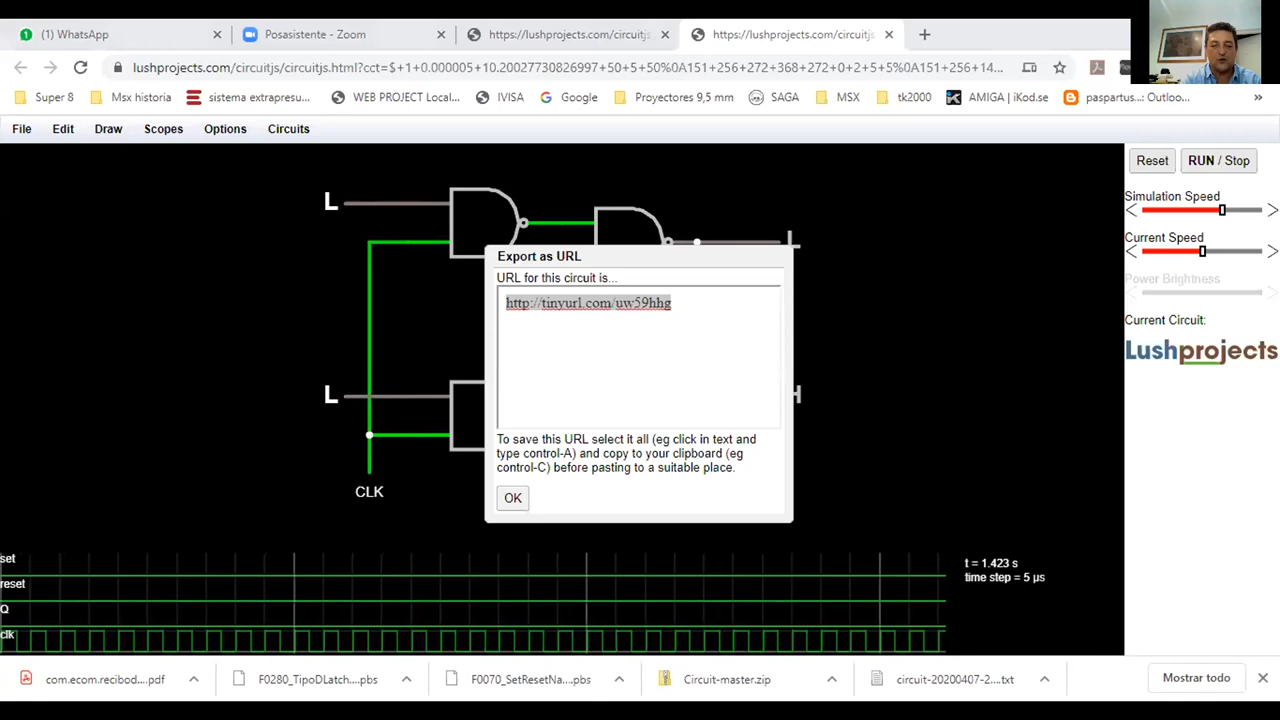 (1) WhatsApp
Posasistente - Zoom
https://lushprojects.com/circuitj
https://lushprojects.com/circuitjs
lushprojects.com/circuitjs/circuitjs.html?cct=$+1+0.000005+10.20027730826997+50+5+50%0A151+256+272+368+272+0+2+5+5%0A151+256+14...
Super 8
Msx historia
sistema extrapresu...
WEB PROJECT Local...
IVISA
Google
Proyectores 9,5 mm
SAGA
MSX
tk2000
AMIGA | iKod.se
paspartus...: Outloo...
»
File Edit Draw Scopes Options Circuits
Reset
RUN / Stop
Simulation Speed
Current Speed
Power Brightness
Current Circuit:
Lushprojects
L
L
L
H
CLK
Export as URL
URL for this circuit is...
http://tinyurl.com/uw59hhg
To save this URL select it all (eg click in text and
type control-A) and copy to your clipboard (eg
control-C) before pasting to a suitable place.
OK
set
reset
Q
clk
t = 1.423 s
time step = 5 µs
com.ecom.recibod....pdf
F0280_TipoDLatch....pbs
F0070_SetResetNa....pbs
Circuit-master.zip
circuit-20200407-2....txt
Mostrar todo